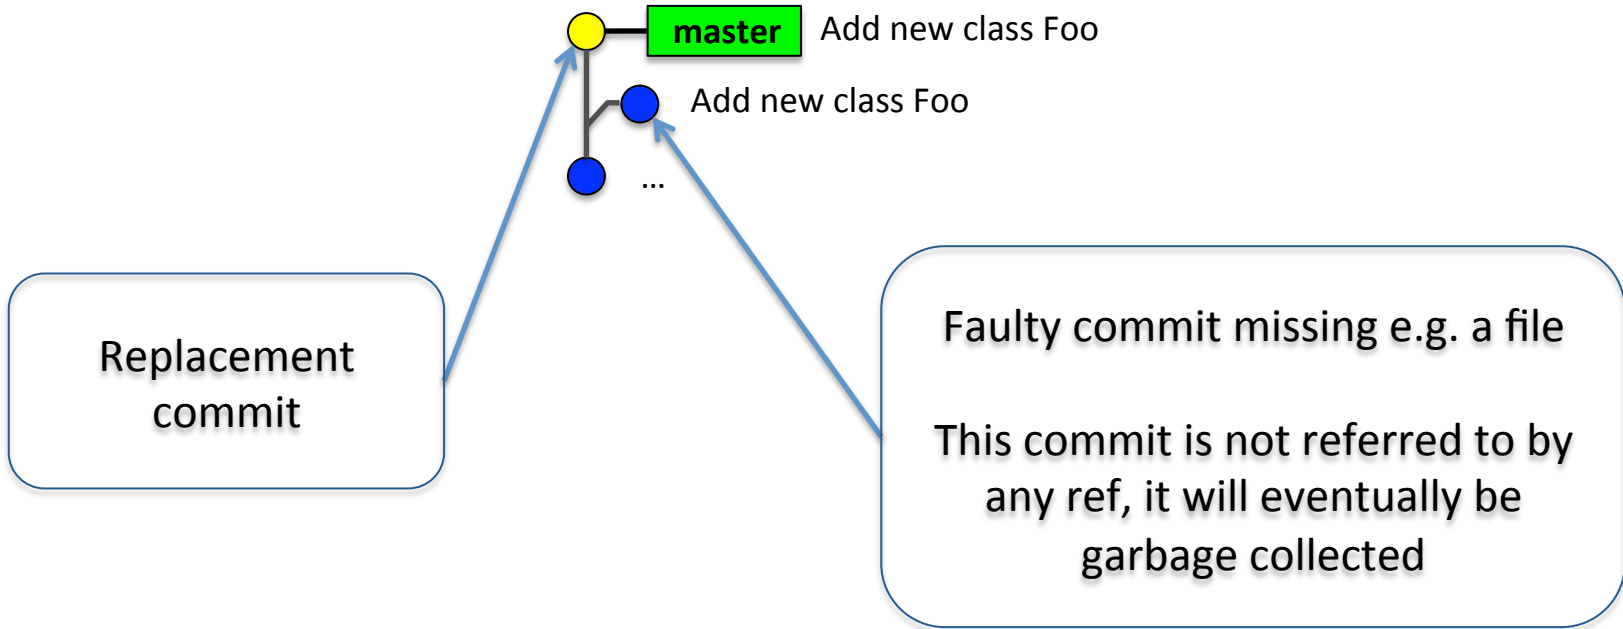 master Add new class Foo
Add new class Foo
...
Replacement
commit
Faulty commit missing e.g. a file
This commit is not referred to by
any ref, it will eventually be
garbage collected